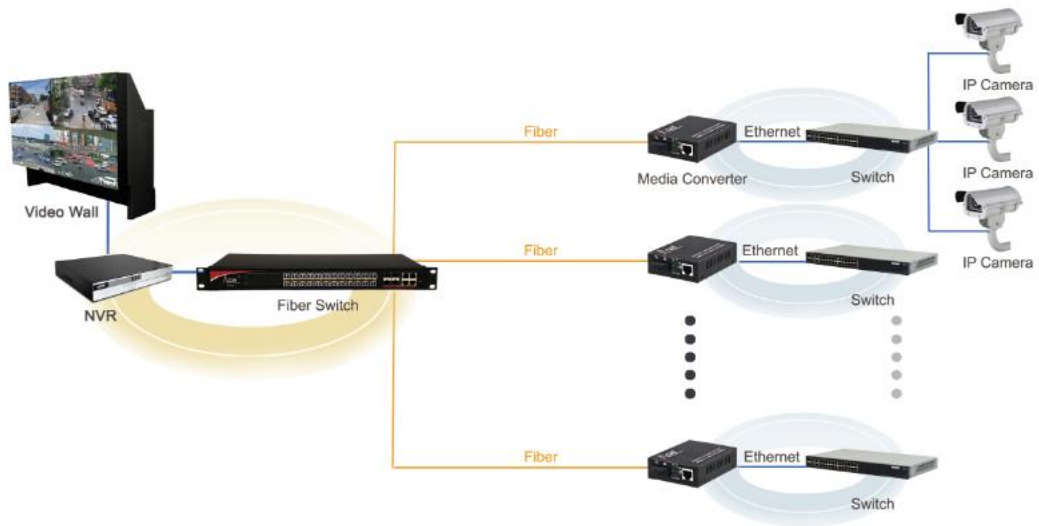 IP Camera
Fiber
Ethernet
Media Converter
Switch
IP Camera
Video Wall
IP Camera
Fiber
Ethernet
NVR
Fiber Switch
Switch
Fiber
Ethernet
Switch